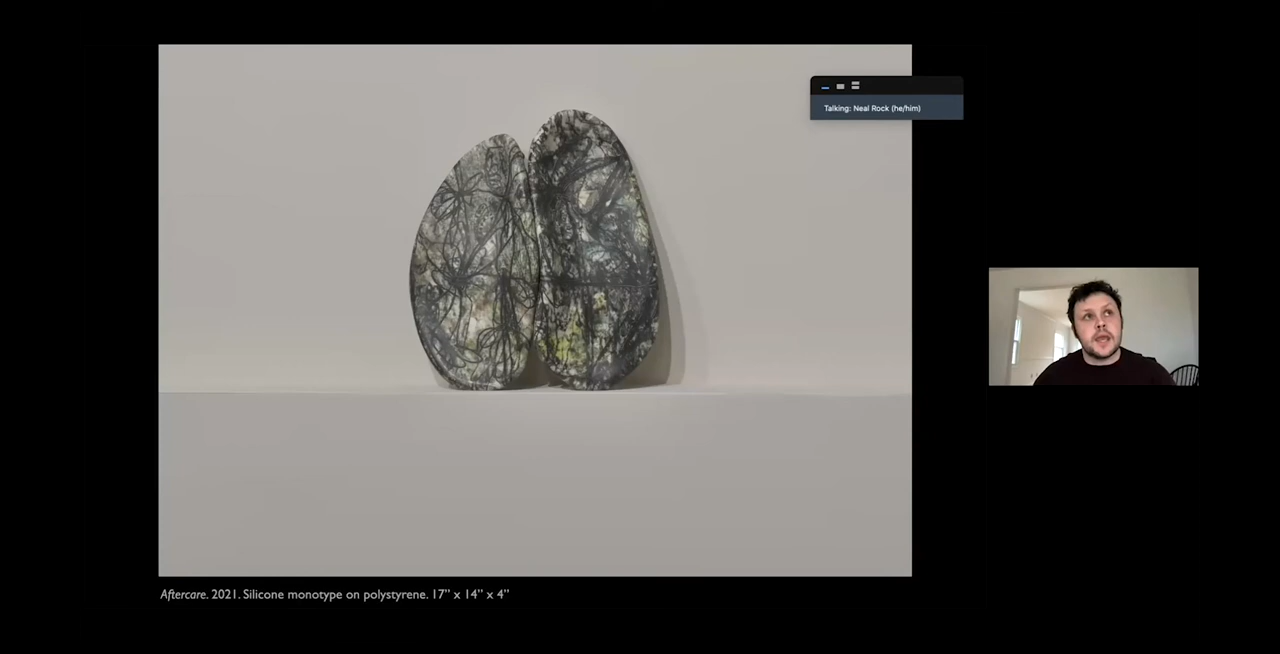 Talking: Neal Rock (he/him)
Aftercare. 2021. Silicone monotype on polystyrene. 17” x 14” x 4”